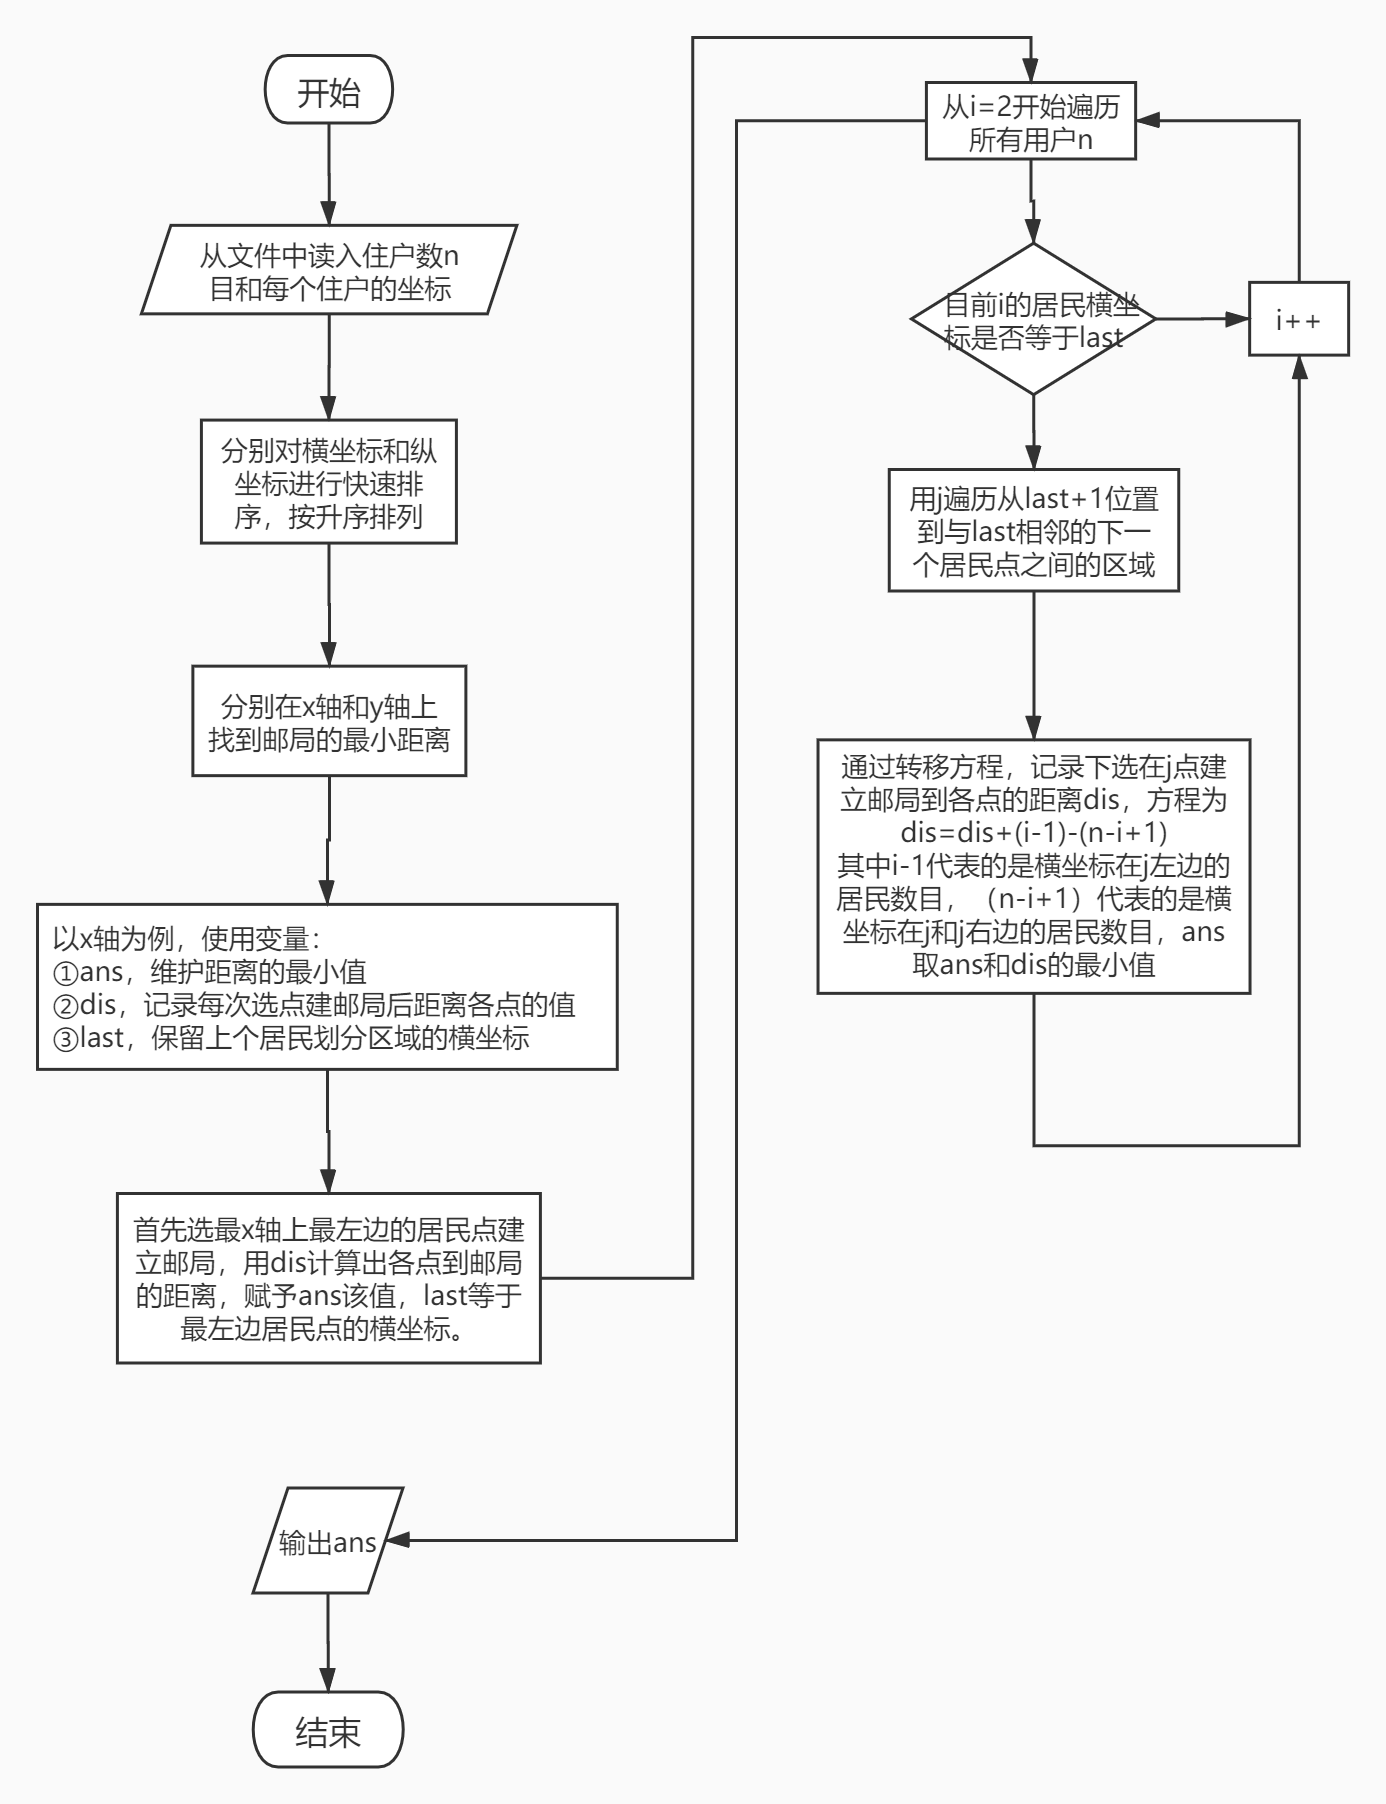 开始
从文件中读入住户数n
目和每个住户的坐标
分别对横坐标和纵
坐标进行快速排
序，按升序排列
分别在x轴和y轴上
找到邮局的最小距离
以x轴为例，使用变量：
①ans，维护距离的最小值
②dis，记录每次选点建邮局后距离各点的值
③last，保留上个居民划分区域的横坐标
首先选最x轴上最左边的居民点建
立邮局，用dis计算出各点到邮局
的距离，赋予ans该值，last等于
最左边居民点的横坐标。
从i=2开始遍历
所有用户n
目前i的居民横坐
标是否等于last
i++
用j遍历从last+1位置
到与last相邻的下一
个居民点之间的区域
通过转移方程，记录下选在j点建
立邮局到各点的距离dis，方程为
dis=dis+(i-1)-(n-i+1)
其中i-1代表的是横坐标在j左边的
居民数目，（n-i+1）代表的是横
坐标在j和j右边的居民数目，ans
取ans和dis的最小值
输出ans
结束